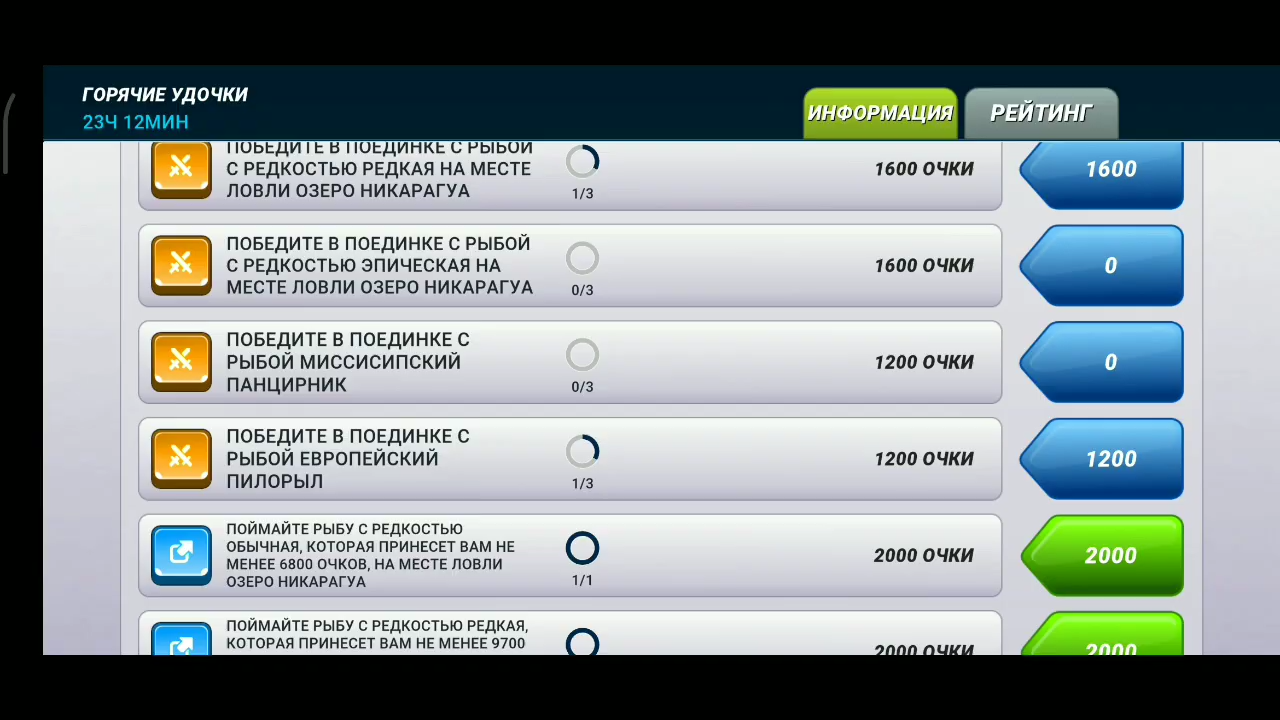 ГОРЯЧИЕ УДОЧКИ
23Ч 12МИН
ИНФОРМАЦИЯ
РЕЙТИНГ
ПОБЕДИТЕ В ПОЕДИНКЕ С РЫБОЙ
С РЕДКОСТЬЮ РЕДКАЯ НА МЕСТЕ
ЛОВЛИ ОЗЕРО НИКАРАГУА
1/3
1600 ОЧКИ
1600
ПОБЕДИТЕ В ПОЕДИНКЕ С РЫБОЙ
С РЕДКОСТЬЮ ЭПИЧЕСКАЯ НА
МЕСТЕ ЛОВЛИ ОЗЕРО НИКАРАГУА
0/3
1600 ОЧКИ
0
ПОБЕДИТЕ В ПОЕДИНКЕ С
РЫБОЙ МИССИСИПСКИЙ
ПАНЦИРНИК
0/3
1200 ОЧКИ
0
ПОБЕДИТЕ В ПОЕДИНКЕ С
РЫБОЙ ЕВРОПЕЙСКИЙ
ПИЛОРЫЛ
1/3
1200 ОЧКИ
1200
ПОЙМАЙТЕ РЫБУ С РЕДКОСТЬЮ
ОБЫЧНАЯ, КОТОРАЯ ПРИНЕСЕТ ВАМ НЕ
МЕНЕЕ 6800 ОЧКОВ, НА МЕСТЕ ЛОВЛИ
ОЗЕРО НИКАРАГУА
1/1
2000 ОЧКИ
2000
ПОЙМАЙТЕ РЫБУ С РЕДКОСТЬЮ РЕДКАЯ,
КОТОРАЯ ПРИНЕСЕТ ВАМ НЕ МЕНЕЕ 9700
2000 ОЧКИ
2000